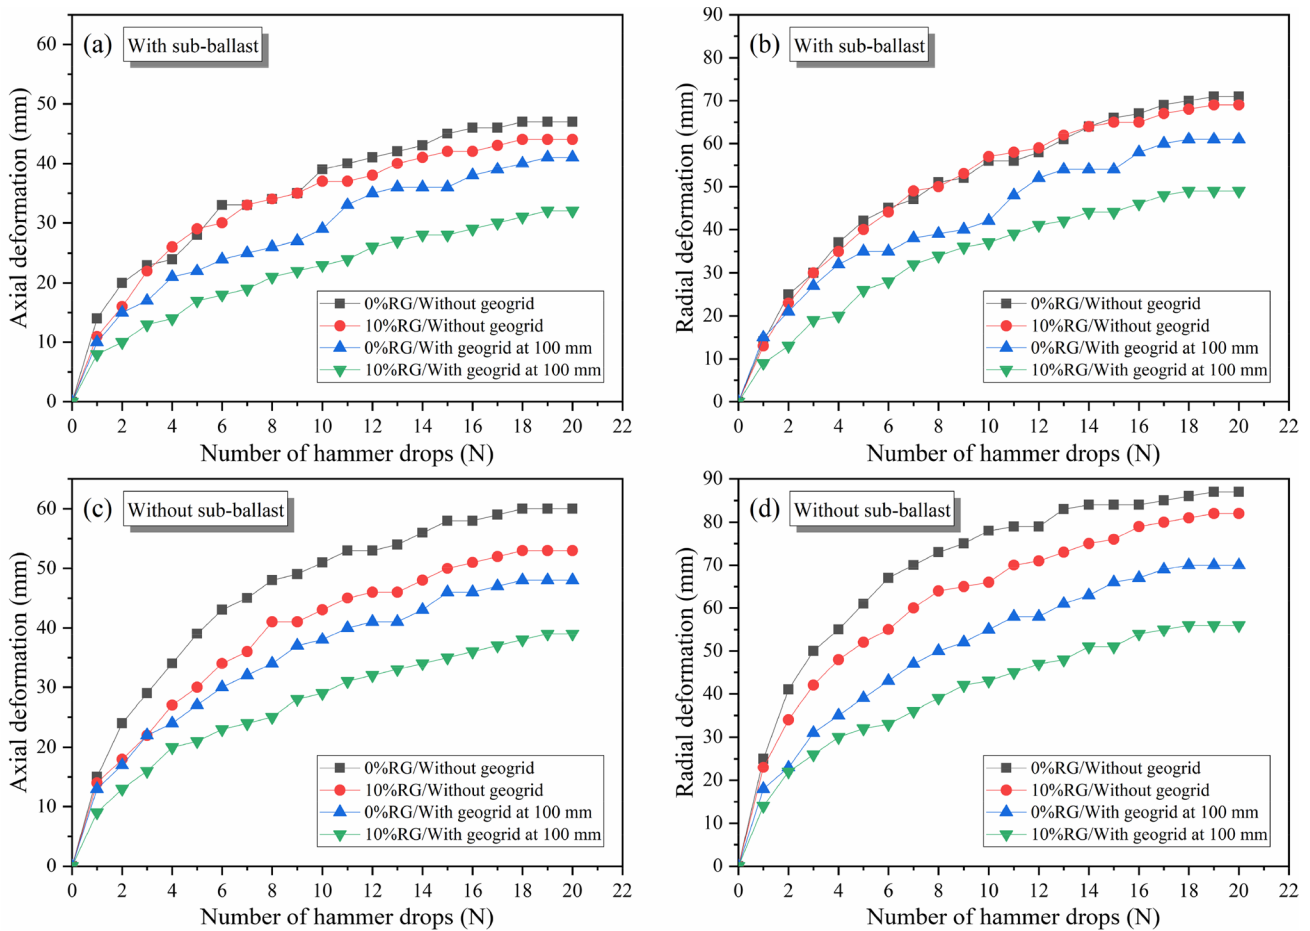 (a) With sub-ballast
Axial deformation (mm)
60
50
40
30
20
10
0
0%RG/Without geogrid
10%RG/Without geogrid
0%RG/With geogrid at 100 mm
10%RG/With geogrid at 100 mm
0 2 4 6 8 10 12 14 16 18 20 22
Number of hammer drops (N)
(b) With sub-ballast
Radial deformation (mm)
90
80
70
60
50
40
30
20
10
0
0%RG/Without geogrid
10%RG/Without geogrid
0%RG/With geogrid at 100 mm
10%RG/With geogrid at 100 mm
0 2 4 6 8 10 12 14 16 18 20 22
Number of hammer drops (N)
(c) Without sub-ballast
Axial deformation (mm)
60
50
40
30
20
10
0
0%RG/Without geogrid
10%RG/Without geogrid
0%RG/With geogrid at 100 mm
10%RG/With geogrid at 100 mm
0 2 4 6 8 10 12 14 16 18 20 22
Number of hammer drops (N)
Without sub-ballast (d)
Radial deformation (mm)
90
80
70
60
50
40
30
20
10
0
0%RG/Without geogrid
10%RG/Without geogrid
0%RG/With geogrid at 100 mm
10%RG/With geogrid at 100 mm
0 2 4 6 8 10 12 14 16 18 20 22
Number of hammer drops (N)